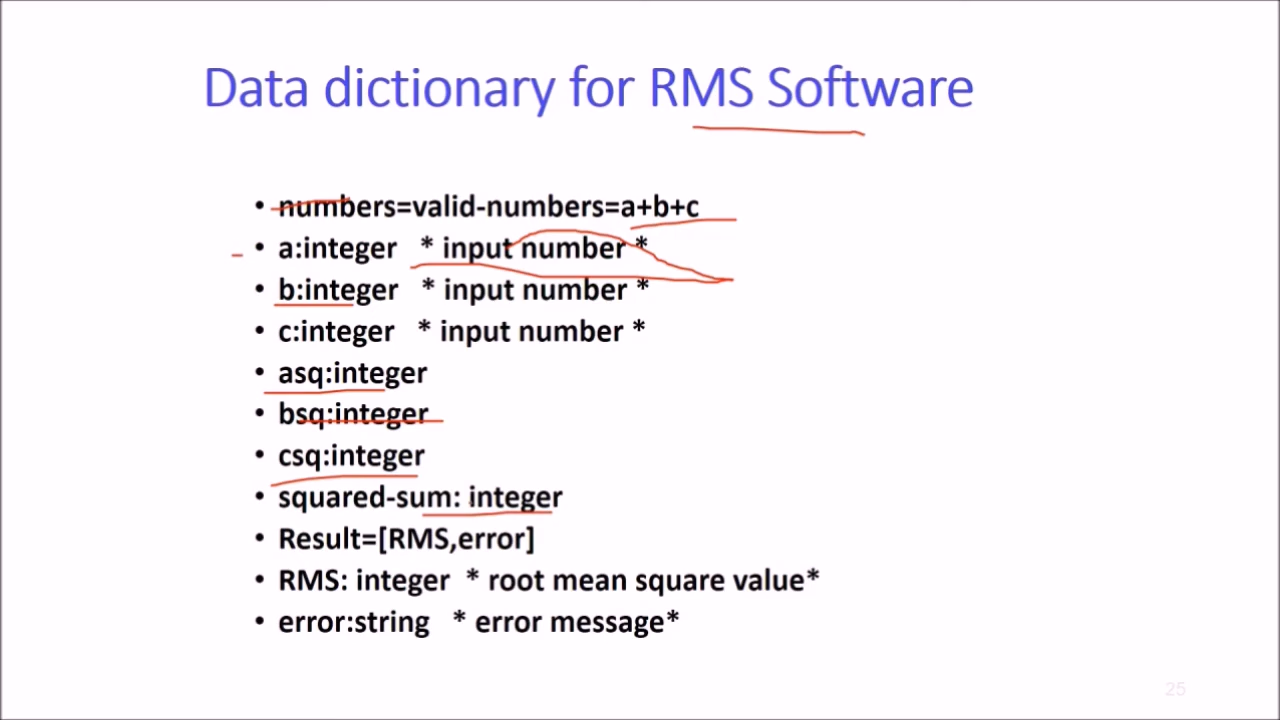 Data dictionary for RMS Software
• numbers=valid-numbers=a+b+c
• a:integer * input number *
• b:integer * input number *
• c:integer * input number *
• asq:integer
• bsq:integer
• csq:integer
• squared-sum: integer
• Result=[RMS,error]
• RMS: integer * root mean square value*
• error:string * error message*
25